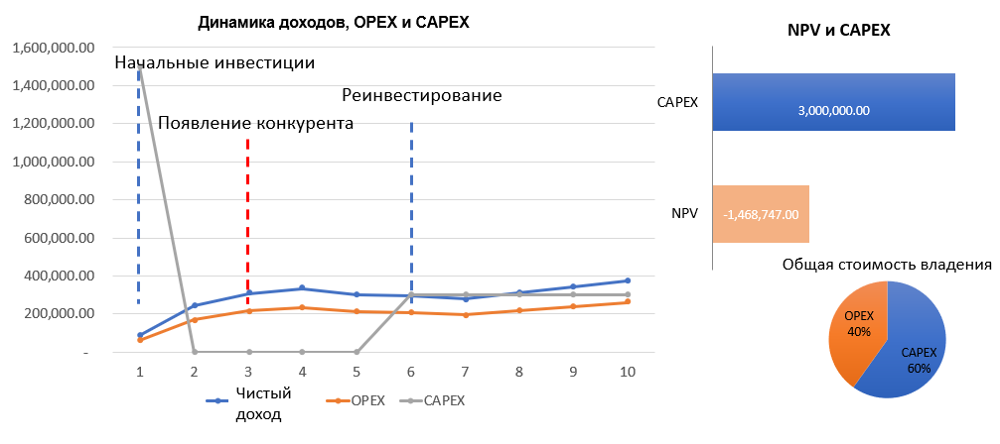 Динамика доходов, OPEX и CAPEX
1,600,000.00
1,400,000.00
1,200,000.00
1,000,000.00
800,000.00
600,000.00
400,000.00
200,000.00
-
Начальные инвестиции
Появление конкурента
Реинвестирование
1 2 3 4 5 6 7 8 9 10
Чистый
доход
OPEX
CAPEX
NPV и CAPEX
CAPEX
3,000,000.00
NPV
-1,468,747.00
Общая стоимость владения
OPEX
40%
CAPEX
60%